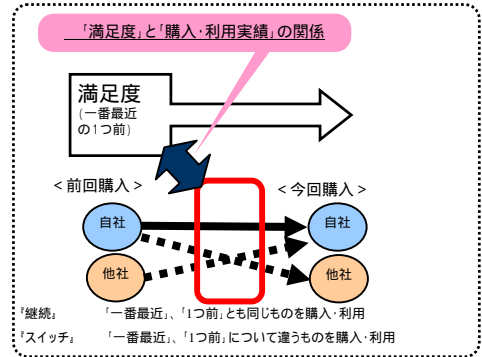 ｢満足度｣と｢購入･利用実績｣の関係
満足度
(一番最近
の1つ前)
<前回購入>
<今回購入>
自社
自社
他社
他社
『継続』 ｢一番最近｣、｢1つ前｣とも同じものを購入･利用
『スイッチ』 ｢一番最近｣、｢1つ前｣について違うものを購入･利用